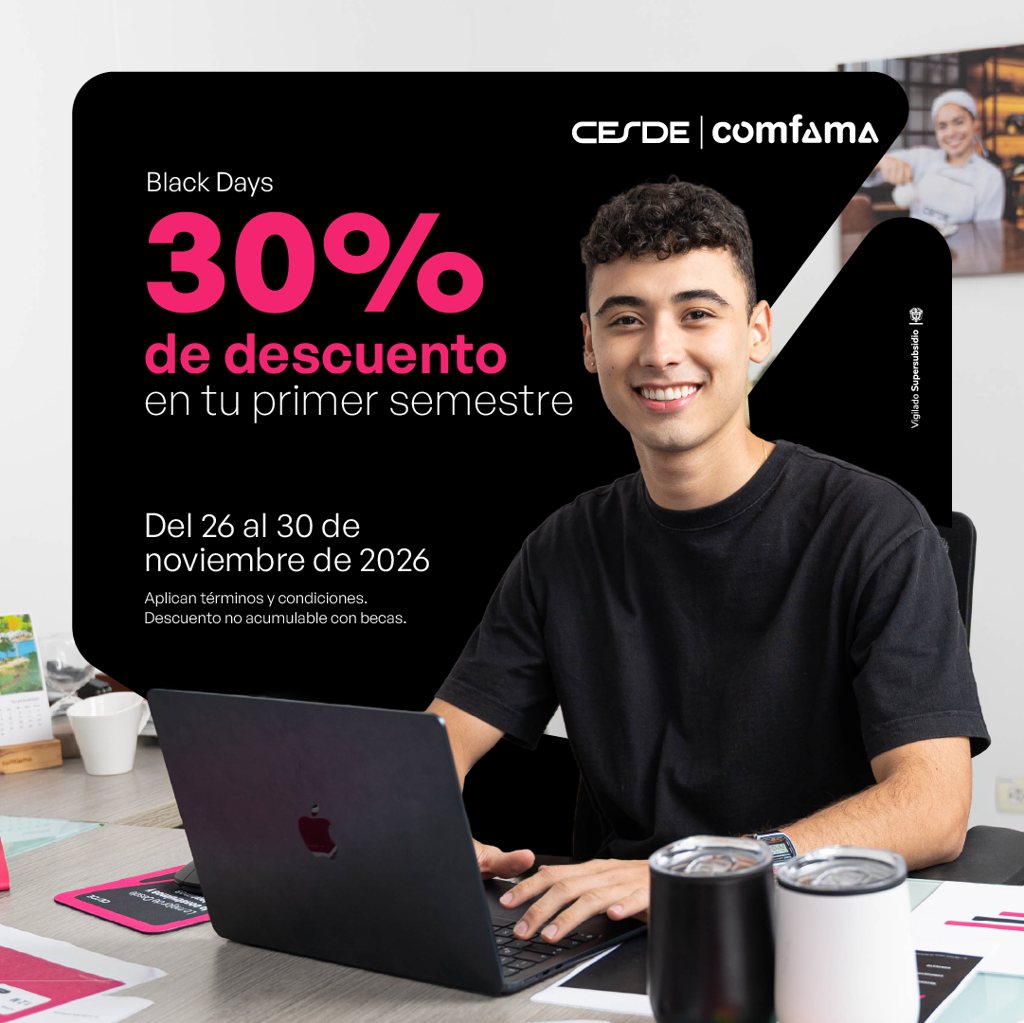 CESDE | comfama
Black Days
30%
de descuento
en tu primer semestre
Del 26 al 30 de
noviembre de 2026
Aplican términos y condiciones.
Descuento no acumulable con becas.
Vigilado Supersubsidio